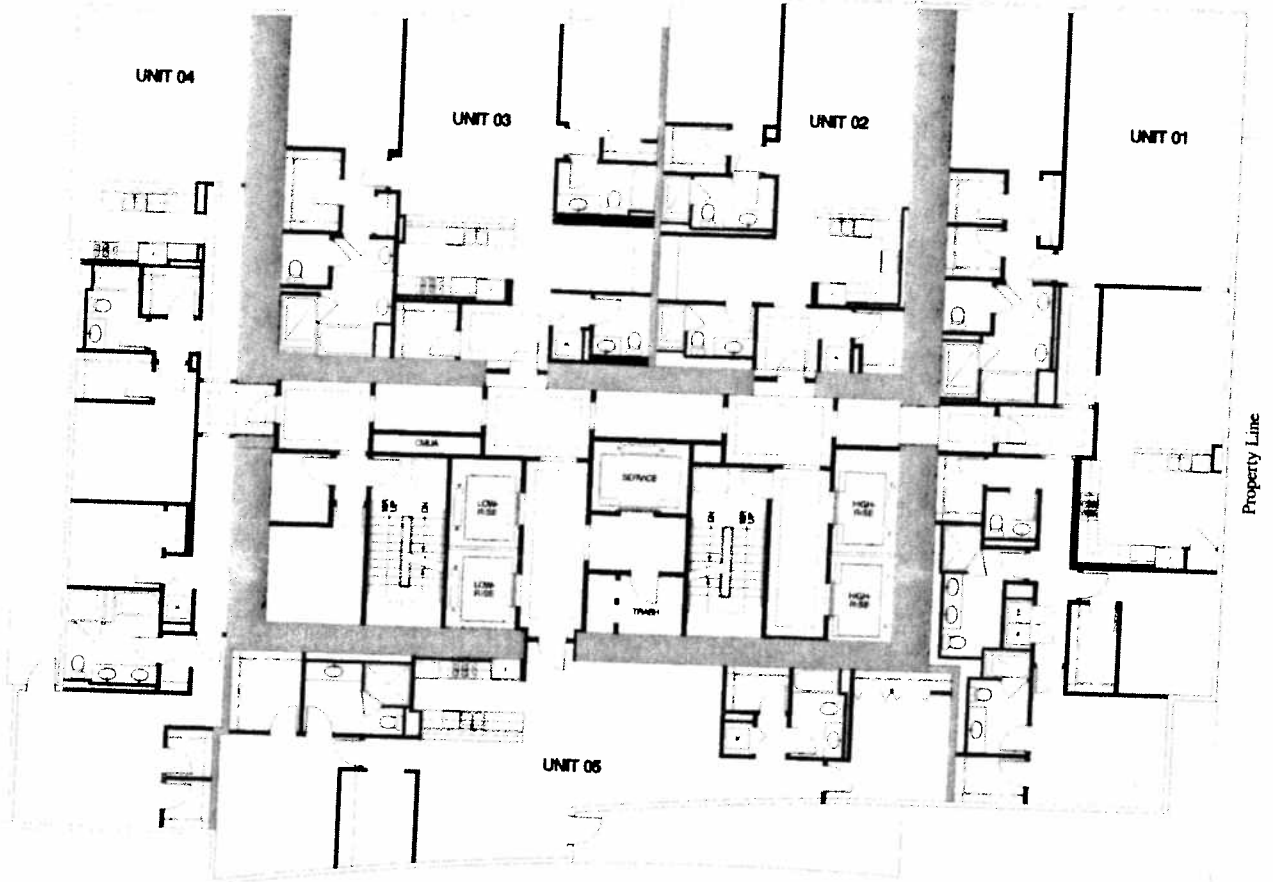 UNIT 04
UNIT 03
UNIT 02
UNIT 01
Property Line
SERVICE
LOW-
RISE
HIGH-
RISE
LOW-
RISE
HIGH-
RISE
TRASH
UNIT 05